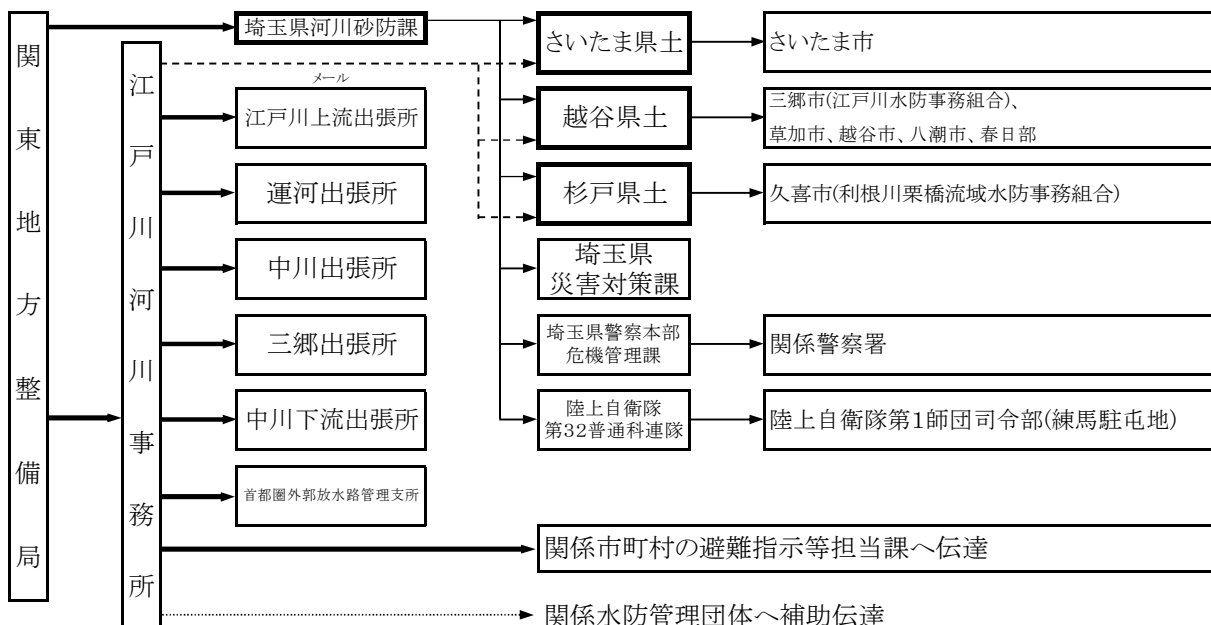 関東地方整備局
江戸川河川事務所
埼玉県河川砂防課
メール
江戸川上流出張所
運河出張所
中川出張所
三郷出張所
中川下流出張所
首都圏外郭放水路管理支所
さいたま県土
越谷県土
杉戸県土
埼玉県
災害対策課
埼玉県警察本部
危機管理課
陸上自衛隊
第32普通科連隊
さいたま市
三郷市(江戸川水防事務組合)、
草加市、越谷市、八潮市、春日部
久喜市(利根川栗橋流域水防事務組合)
関係警察署
陸上自衛隊第1師団司令部(練馬駐屯地)
関係市町村の避難指示等担当課へ伝達
関係水防管理団体へ補助伝達